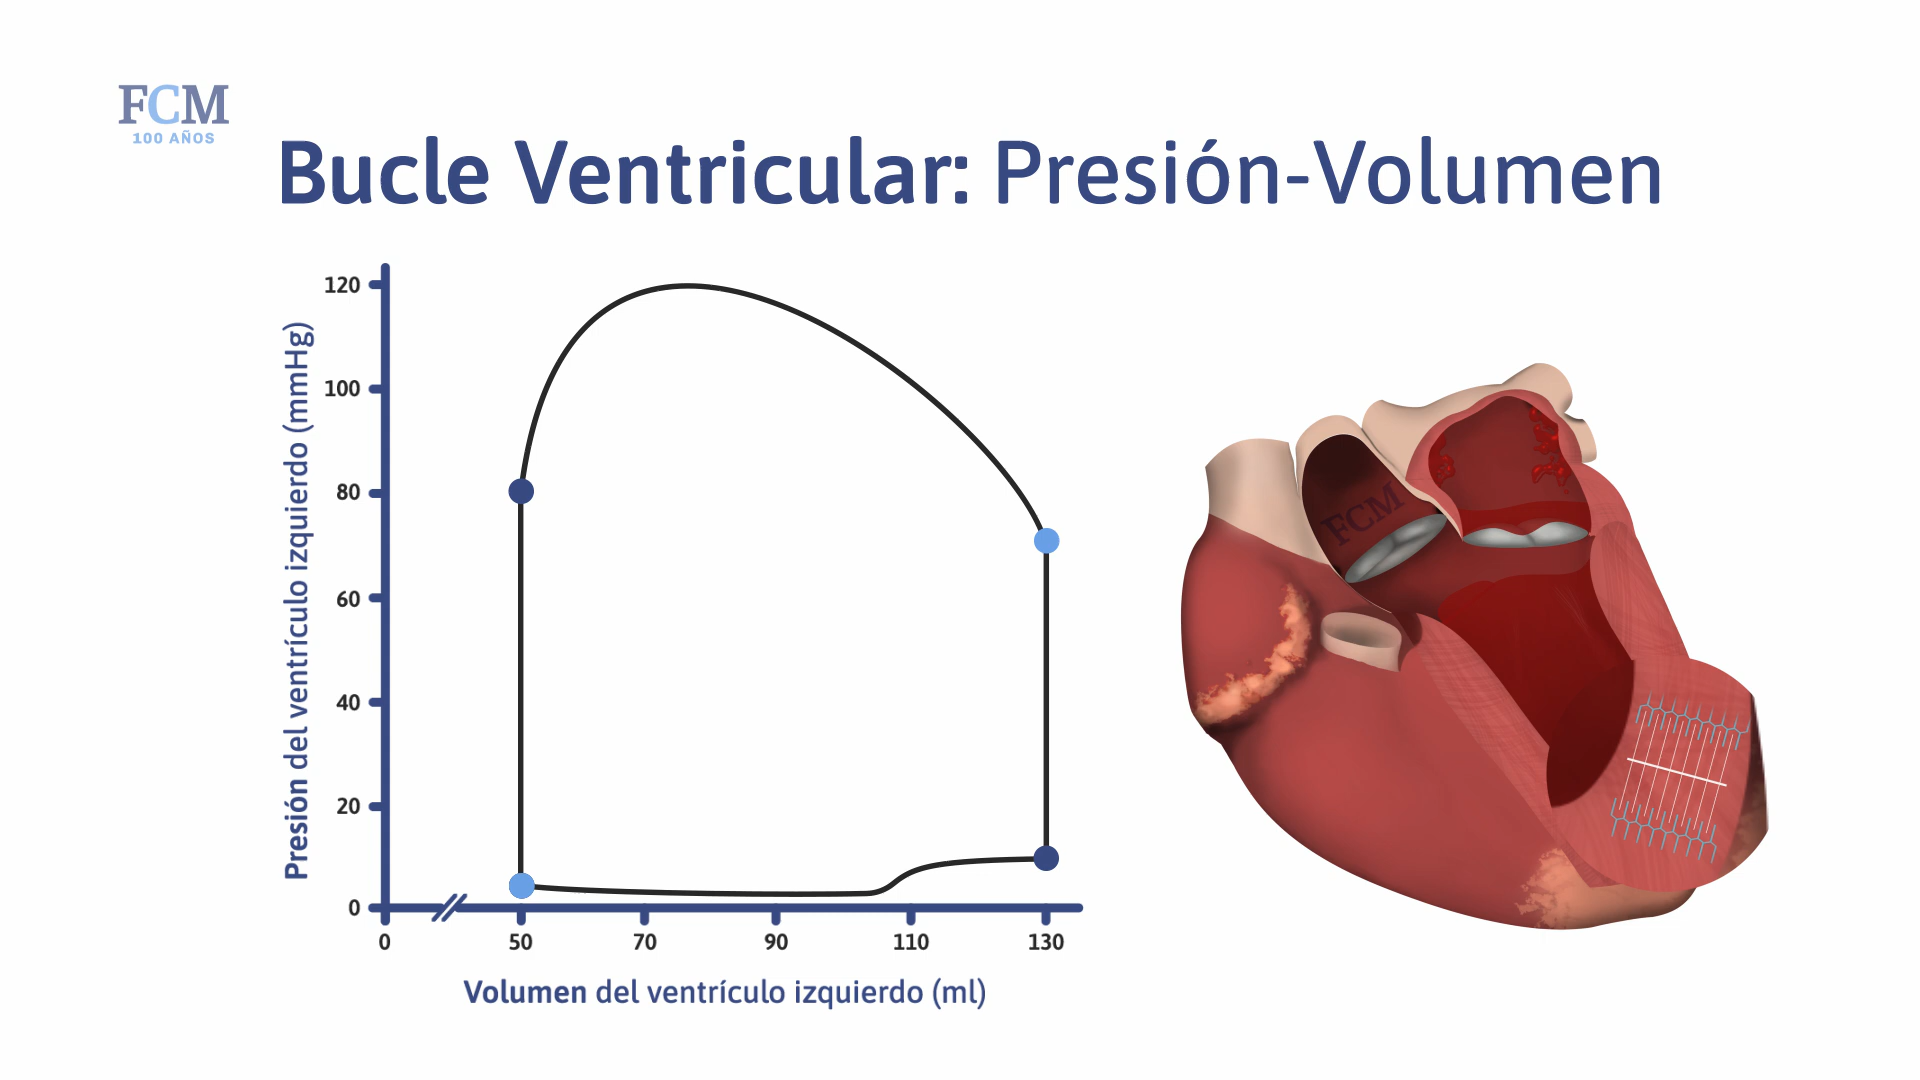 FCM
100 AÑOS
Bucle Ventricular: Presión-Volumen
Presión del ventrículo izquierdo (mmHg)
120
100
80
60
40
20
0
0 50 70 90 110 130
Volumen del ventrículo izquierdo (ml)
FCM